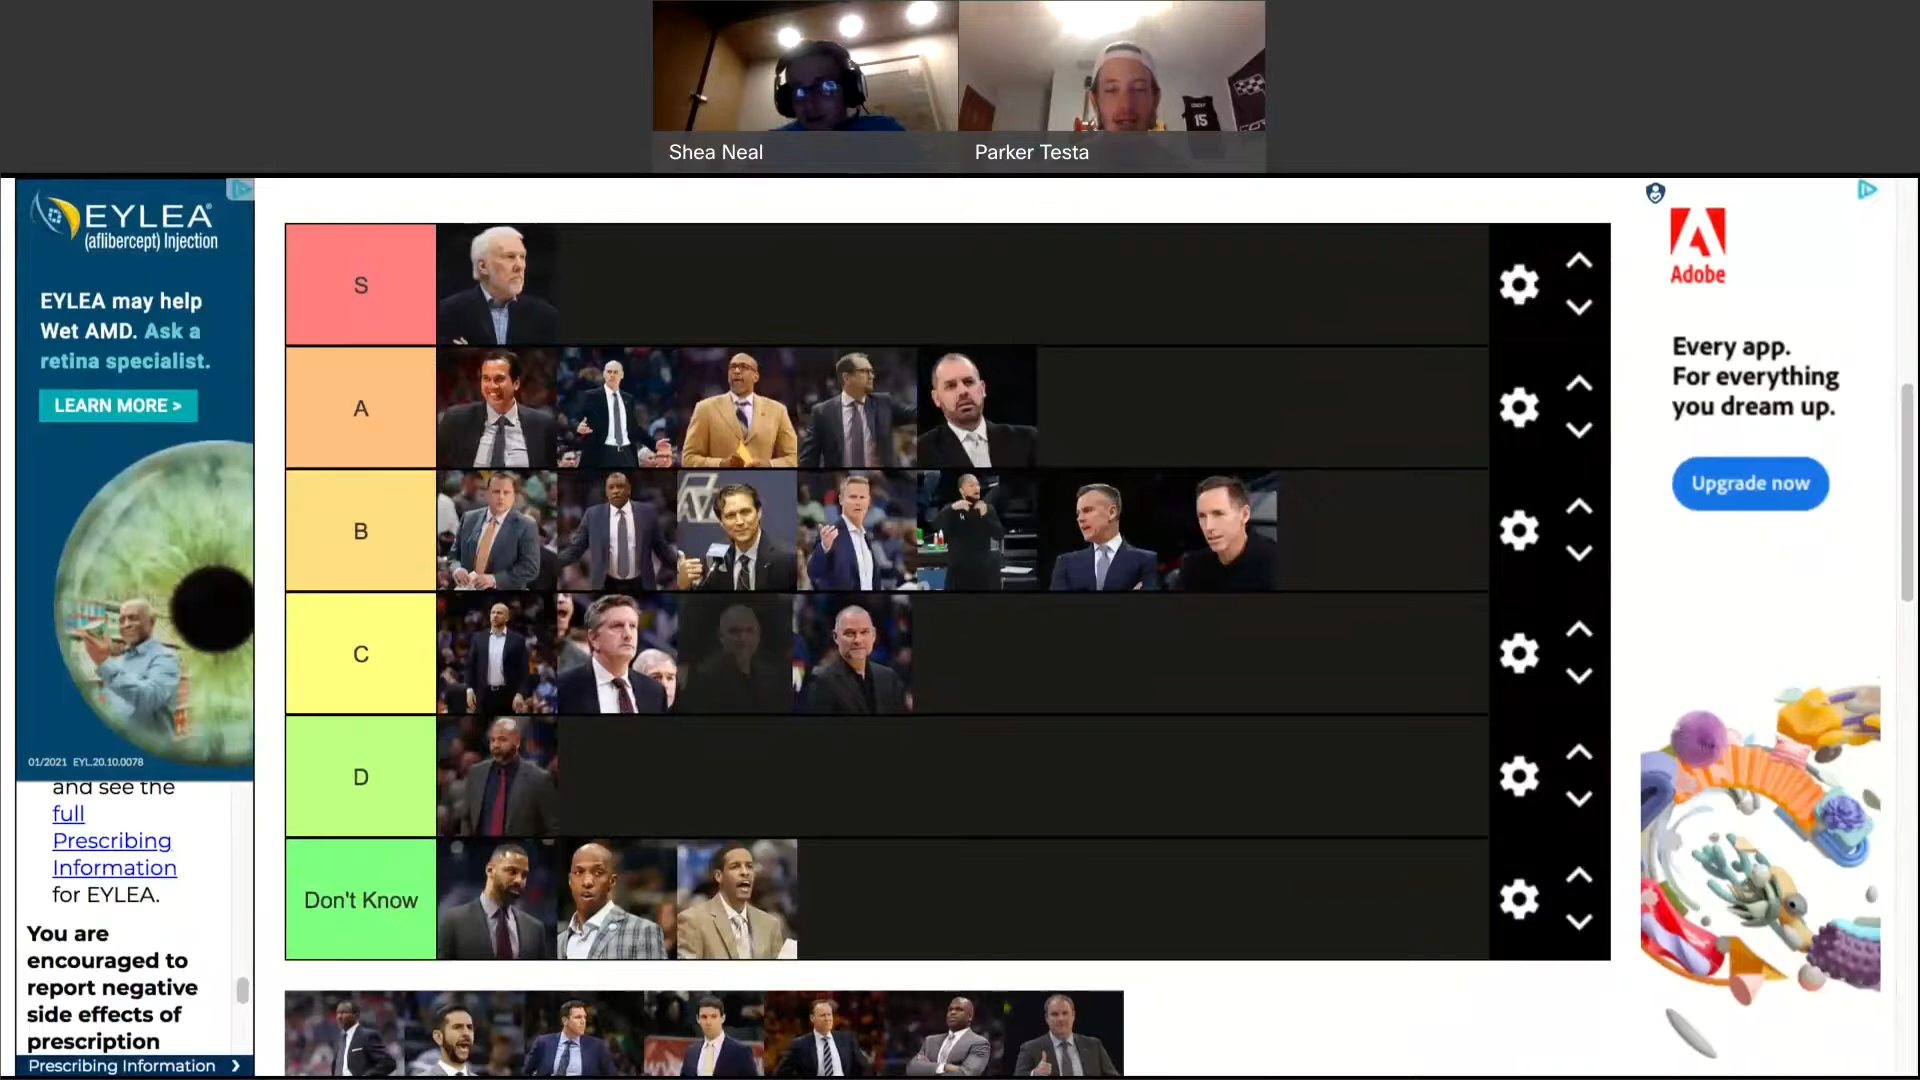 Shea Neal
Parker Testa
15
EYLEA®
(aflibercept) Injection
EYLEA may help
Wet AMD. Ask a
retina specialist.
LEARN MORE >
01/2021 EYL.20.10.0078
and see the
full
Prescribing
Information
for EYLEA.
You are
encouraged to
report negative
side effects of
prescription
Prescribing Information
S
A
B
C
D
Don't Know
Adobe
Every app.
For everything
you dream up.
Upgrade now